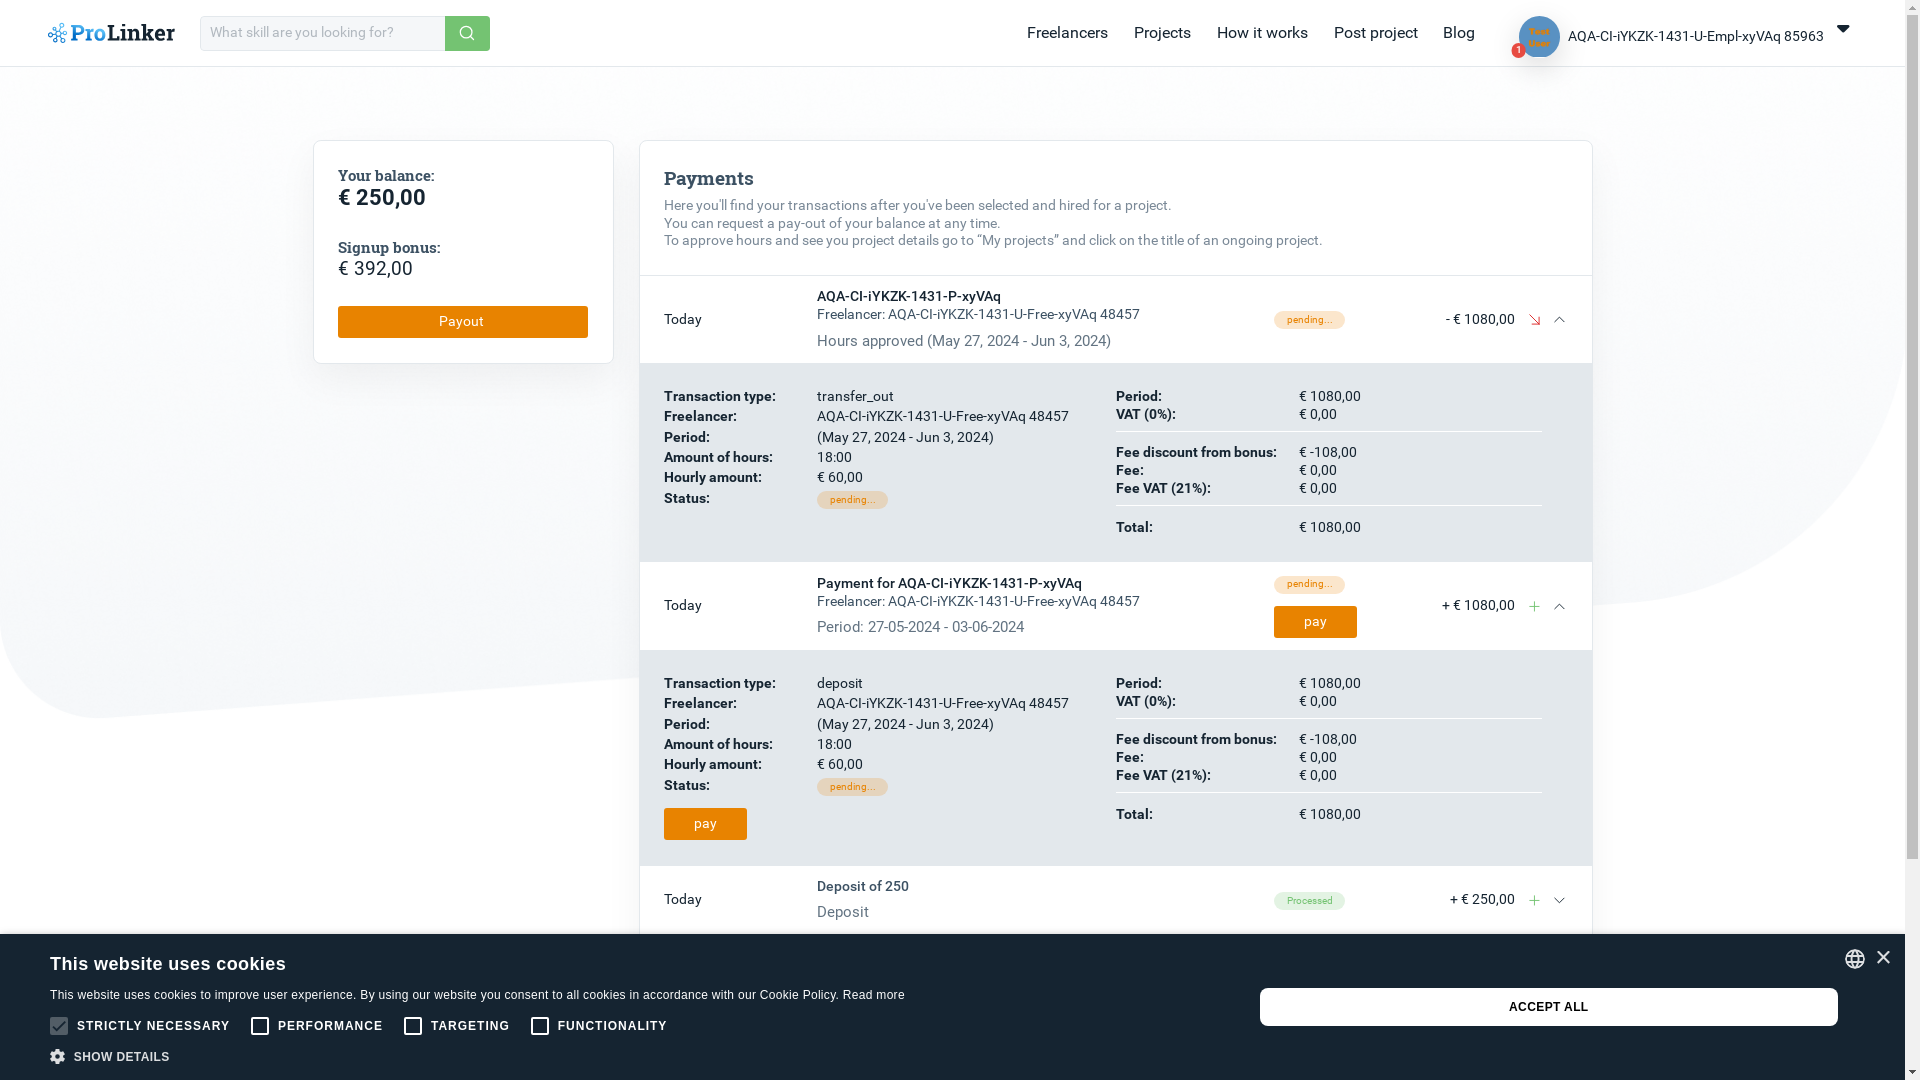 ProLinker
What skill are you looking for?
Freelancers
Projects
How it works
Post project
Blog
Test
User
1
AQA-CI-iYKZK-1431-U-Empl-xyVAq 85963
Your balance:
€ 250,00
Signup bonus:
€ 392,00
Payout
Payments
Here you'll find your transactions after you've been selected and hired for a project.
You can request a pay-out of your balance at any time.
To approve hours and see you project details go to “My projects” and click on the title of an ongoing project.
Today
AQA-CI-iYKZK-1431-P-xyVAq
Freelancer: AQA-CI-iYKZK-1431-U-Free-xyVAq 48457
Hours approved (May 27, 2024 - Jun 3, 2024)
pending...
- € 1080,00
Transaction type: transfer_out
Freelancer: AQA-CI-iYKZK-1431-U-Free-xyVAq 48457
Period: (May 27, 2024 - Jun 3, 2024)
Amount of hours: 18:00
Hourly amount: € 60,00
Status: pending...
Period: € 1080,00
VAT (0%): € 0,00
Fee discount from bonus: € -108,00
Fee: € 0,00
Fee VAT (21%): € 0,00
Total: € 1080,00
Today
Payment for AQA-CI-iYKZK-1431-P-xyVAq
Freelancer: AQA-CI-iYKZK-1431-U-Free-xyVAq 48457
Period: 27-05-2024 - 03-06-2024
pending...
pay
+ € 1080,00
Transaction type: deposit
Freelancer: AQA-CI-iYKZK-1431-U-Free-xyVAq 48457
Period: (May 27, 2024 - Jun 3, 2024)
Amount of hours: 18:00
Hourly amount: € 60,00
Status: pending...
pay
Period: € 1080,00
VAT (0%): € 0,00
Fee discount from bonus: € -108,00
Fee: € 0,00
Fee VAT (21%): € 0,00
Total: € 1080,00
Today
Deposit of 250
Deposit
Processed
+ € 250,00
This website uses cookies
This website uses cookies to improve user experience. By using our website you consent to all cookies in accordance with our Cookie Policy. Read more
STRICTLY NECESSARY
PERFORMANCE
TARGETING
FUNCTIONALITY
SHOW DETAILS
ACCEPT ALL